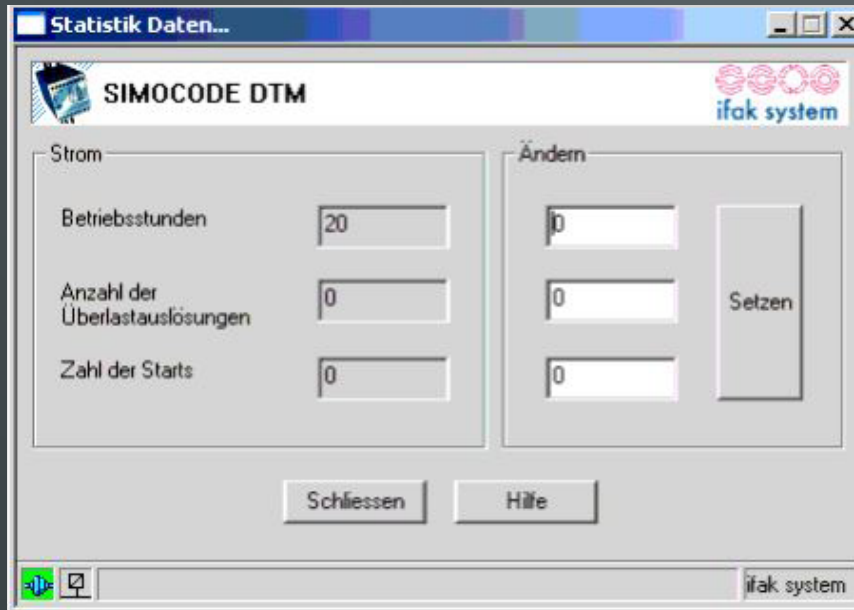 Statistik Daten...
SIMOCODE DTM
ifak system
Strom
Ändern
Betriebsstunden
20
0
Anzahl der
Überlastauslösungen
0
0
Setzen
Zahl der Starts
0
0
Schliessen
Hilfe
ifak system